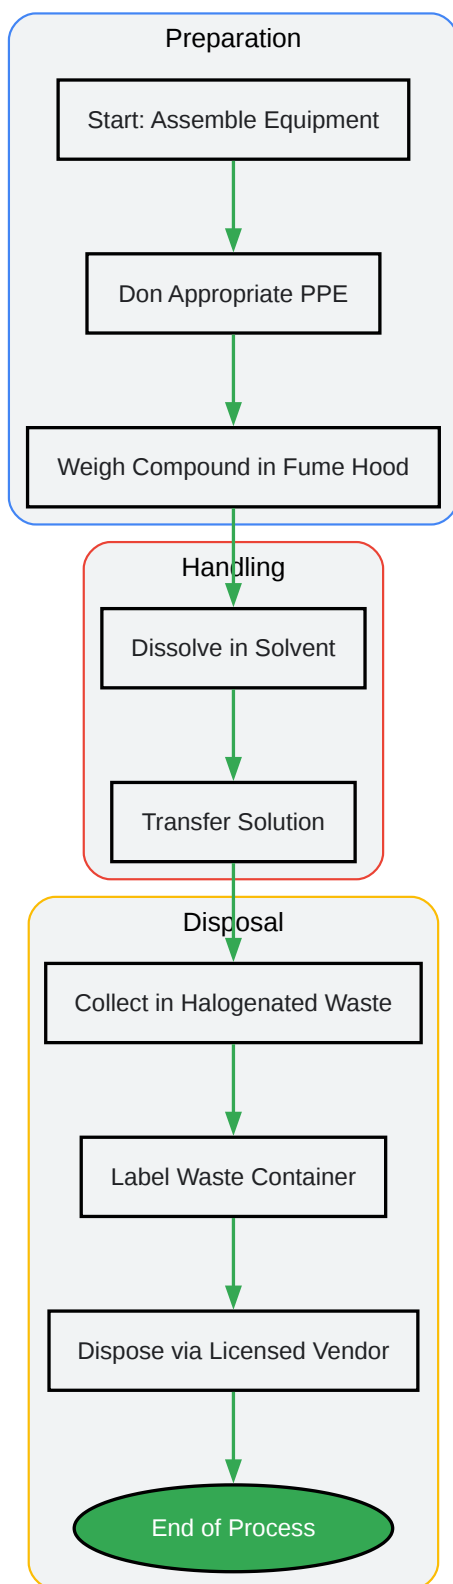 Preparation
Start: Assemble Equipment
Don Appropriate PPE
Weigh Compound in Fume Hood
Handling
Dissolve in Solvent
Transfer Solution
Disposal
Collect in Halogenated Waste
Label Waste Container
Dispose via Licensed Vendor
End of Process